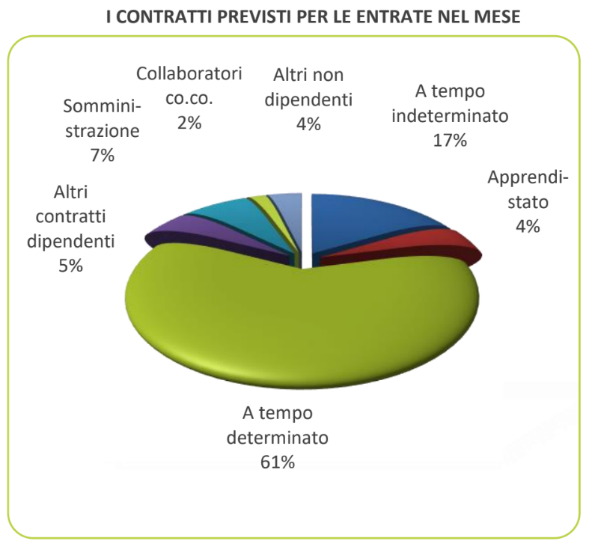 I CONTRATTI PREVISTI PER LE ENTRATE NEL MESE
Collaboratori
co.co.
2%
Altri non
dipendenti
4%
A tempo
indeterminato
17%
Sommini-
strazione
7%
Apprendi-
stato
4%
Altri
contratti
dipendenti
5%
A tempo
determinato
61%